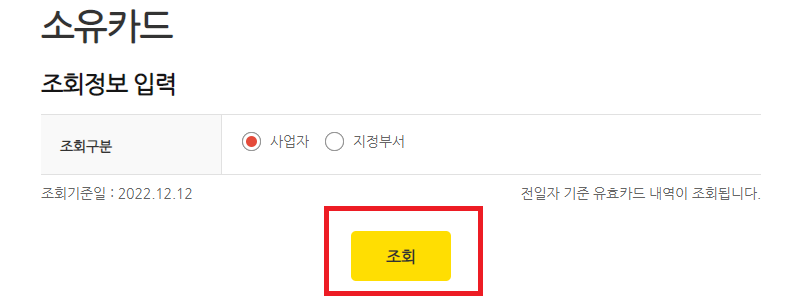 소유카드
조회정보 입력
조회구분 사업자 지정부서
조회기준일 : 2022.12.12 전일자 기준 유효카드 내역이 조회됩니다.
조회